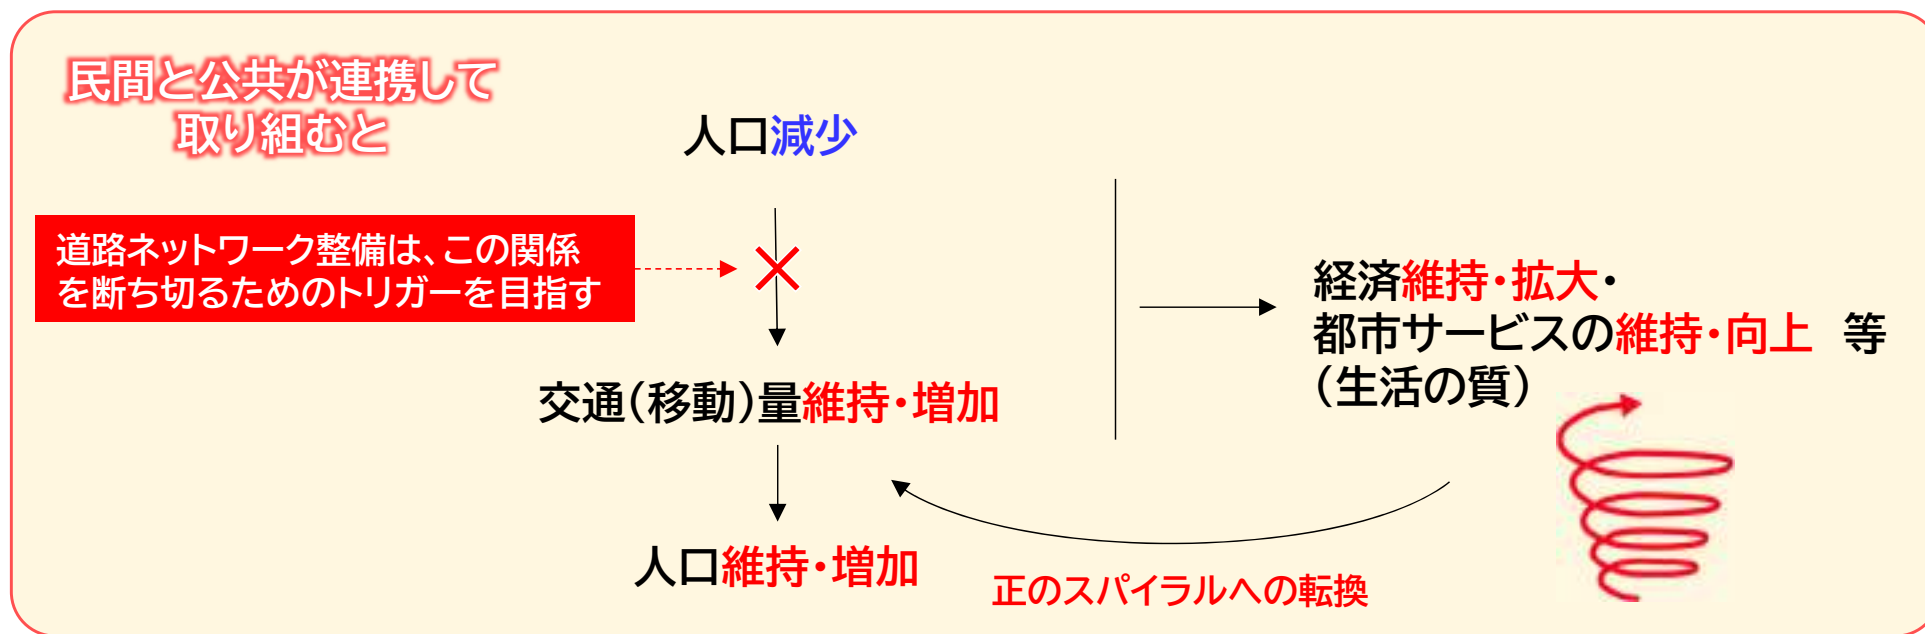 民間と公共が連携して
取り組むと
人口減少
道路ネットワーク整備は、この関係
を断ち切るためのトリガーを目指す
交通(移動)量維持・増加
人口維持・増加
経済維持・拡大・
都市サービスの維持・向上　等
(生活の質)
正のスパイラルへの転換